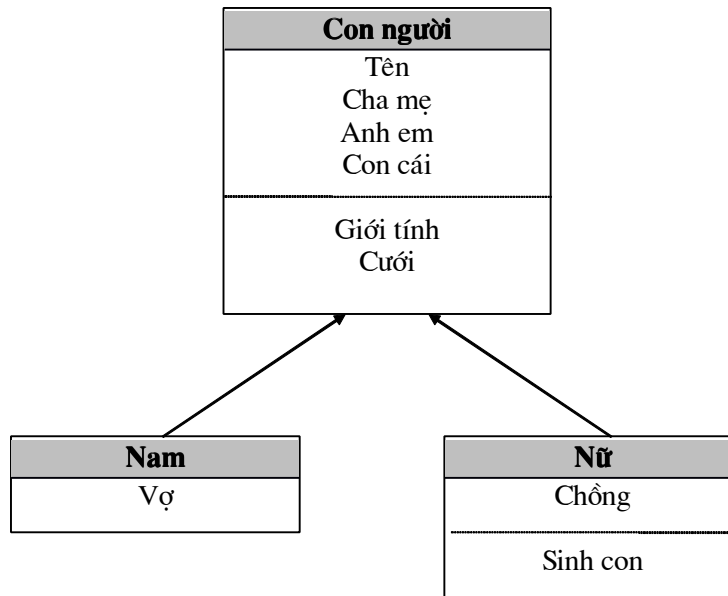 Con người
Tên
Cha mẹ
Anh em
Con cái
Giới tính
Cưới
Nam
Vợ
Nữ
Chồng
Sinh con